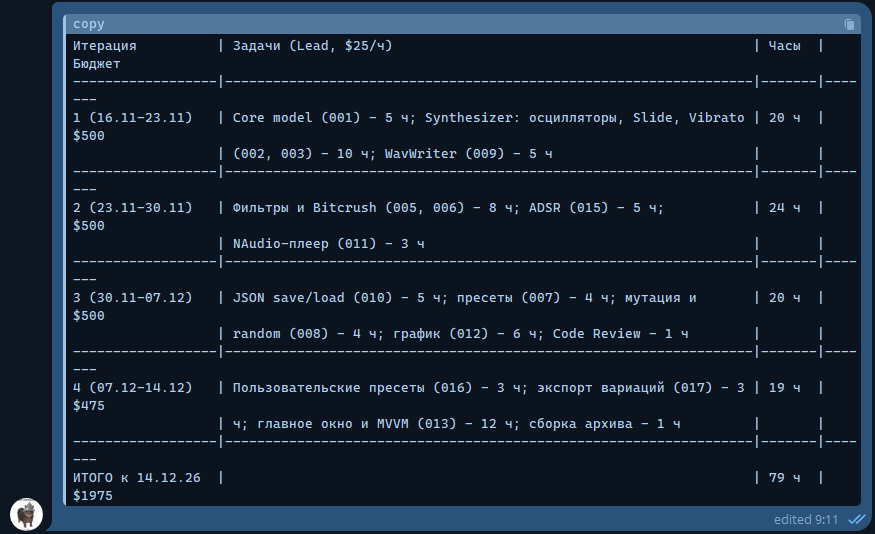 copy
Итерация | Задачи (Lead, $25/ч) | Часы |
Бюджет
------------------|------------------------------------------------------------------|-------|----
---
1 (16.11–23.11) | Core model (001) – 5 ч; Synthesizer: осцилляторы, Slide, Vibrato | 20 ч |
$500
| (002, 003) – 10 ч; WavWriter (009) – 5 ч | |
------------------|------------------------------------------------------------------|-------|----
---
2 (23.11–30.11) | Фильтры и Bitcrush (005, 006) – 8 ч; ADSR (015) – 5 ч; | 24 ч |
$500
| NAudio-плеер (011) – 3 ч | |
------------------|------------------------------------------------------------------|-------|----
---
3 (30.11–07.12) | JSON save/load (010) – 5 ч; пресеты (007) – 4 ч; мутация и | 20 ч |
$500
| random (008) – 4 ч; график (012) – 6 ч; Code Review – 1 ч | |
------------------|------------------------------------------------------------------|-------|----
---
4 (07.12–14.12) | Пользовательские пресеты (016) – 3 ч; экспорт вариаций (017) – 3 | 19 ч |
$475
| ч; главное окно и MVVM (013) – 12 ч; сборка архива – 1 ч | |
------------------|------------------------------------------------------------------|-------|----
---
ИТОГО к 14.12.26 | | 79 ч |
$1975
edited 9:11